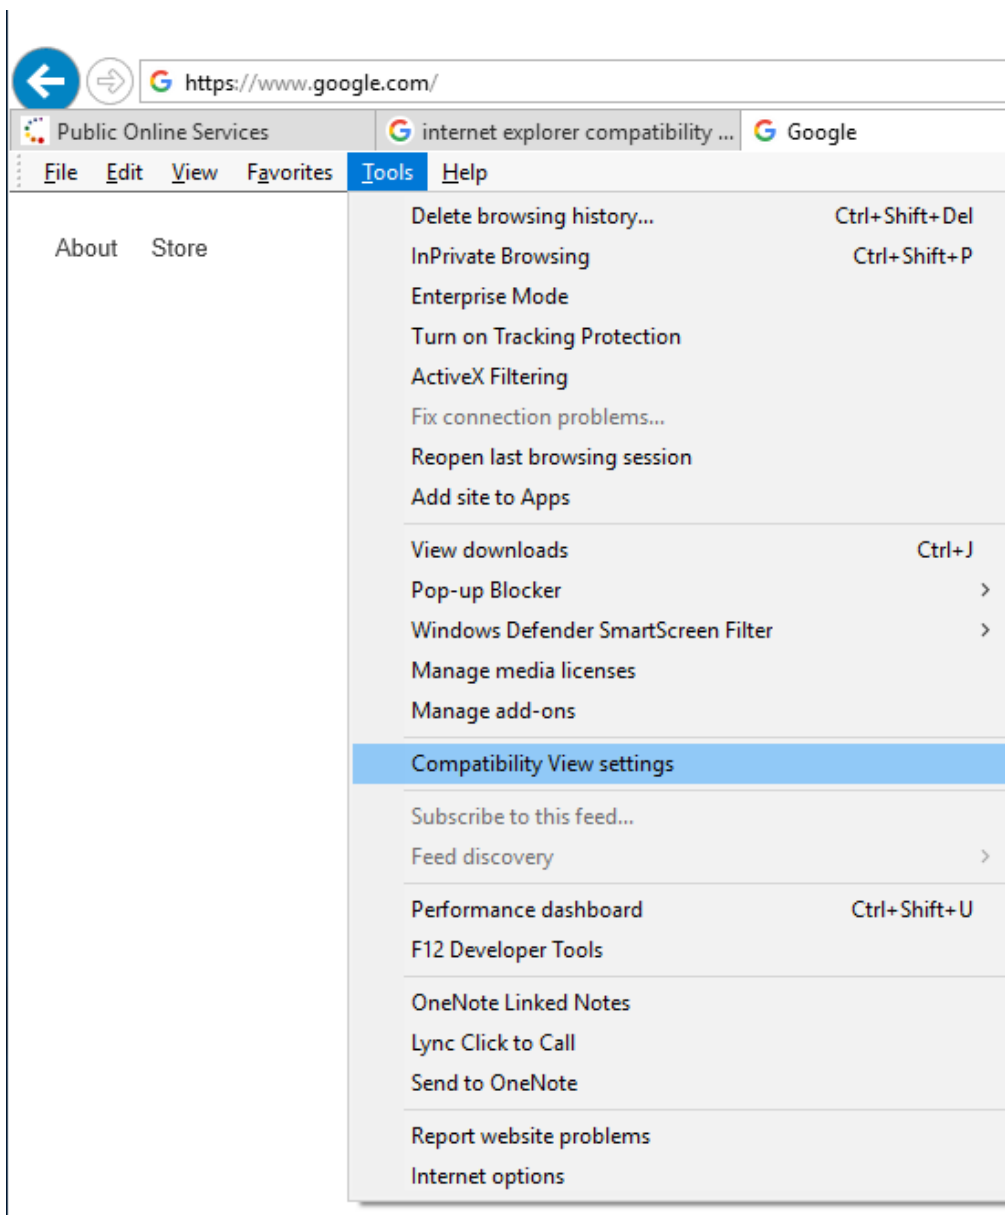 https://www.google.com/
Public Online Services
internet explorer compatibility ...
Google
File Edit View Favorites Tools Help
About Store
Delete browsing history... Ctrl+Shift+Del
InPrivate Browsing Ctrl+Shift+P
Enterprise Mode
Turn on Tracking Protection
ActiveX Filtering
Fix connection problems...
Reopen last browsing session
Add site to Apps
View downloads Ctrl+J
Pop-up Blocker
Windows Defender SmartScreen Filter
Manage media licenses
Manage add-ons
Compatibility View settings
Subscribe to this feed...
Feed discovery
Performance dashboard Ctrl+Shift+U
F12 Developer Tools
OneNote Linked Notes
Lync Click to Call
Send to OneNote
Report website problems
Internet options